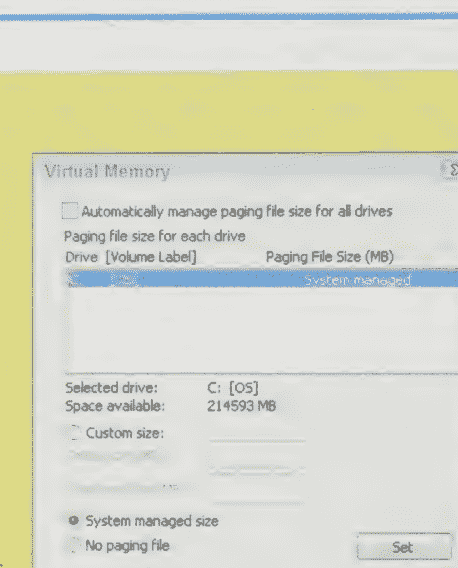 Virtual Memory
Automatically manage paging file size for all drives
Paging file size for each drive
Drive [Volume Label] Paging File Size (MB)
System managed
Selected drive: C: [OS]
Space available: 214593 MB
Custom size:
System managed size
No paging file
Set